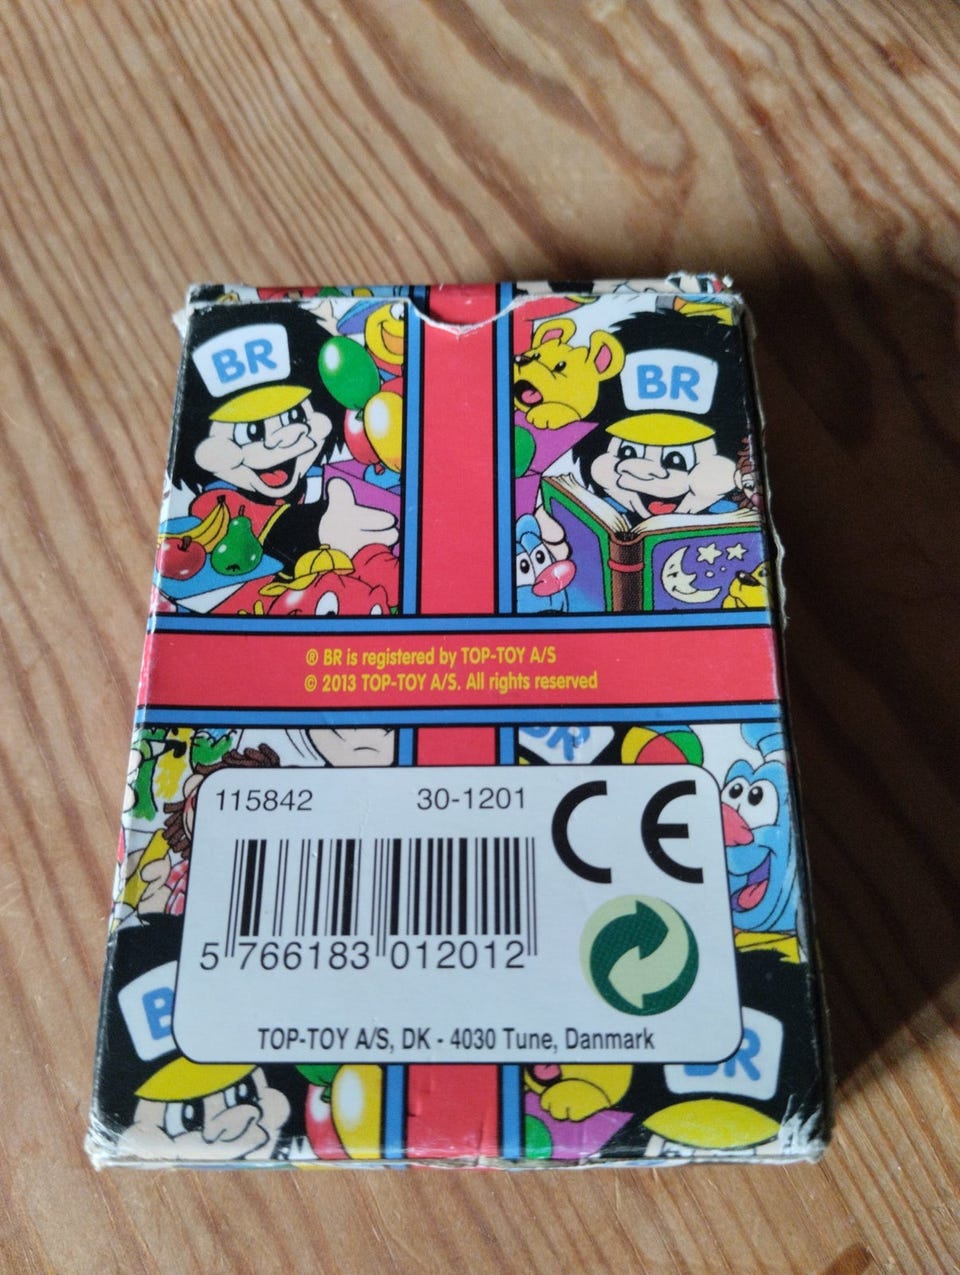 BR
BR
® BR is registered by TOP-TOY A/S
© 2013 TOP-TOY A/S. All rights reserved
BR
115842 30-1201
CE
5 766183 012012
TOP-TOY A/S, DK - 4030 Tune, Danmark
B
BR